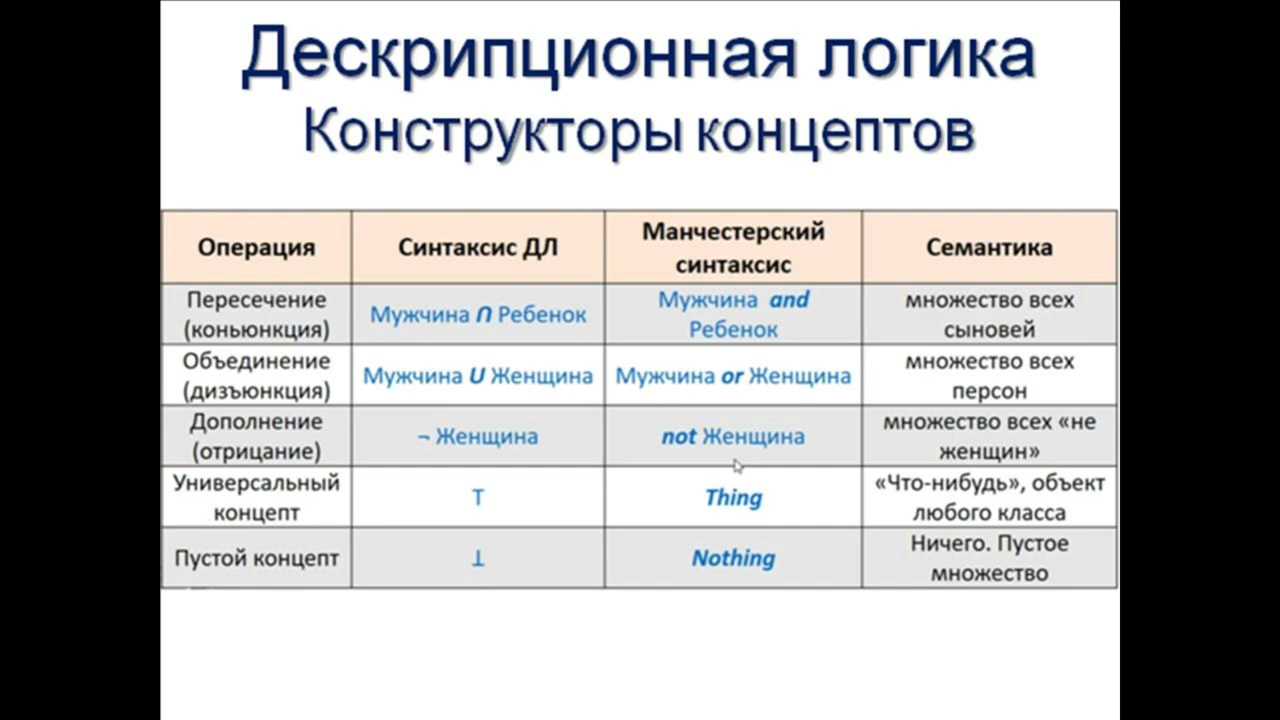 Дескрипционная логика
Конструкторы концептов
Операция
Синтаксис ДЛ
Манчестерский
синтаксис
Семантика
Пересечение
(коньюнкция)
Мужчина ∩ Ребенок
Мужчина and
Ребенок
множество всех
сыновей
Объединение
(дизъюнкция)
Мужчина U Женщина
Мужчина or Женщина
множество всех
персон
Дополнение
(отрицание)
¬ Женщина
not Женщина
множество всех «не
женщин»
Универсальный
концепт
⊤
Thing
«Что-нибудь», объект
любого класса
Пустой концепт
⊥
Nothing
Ничего. Пустое
множество